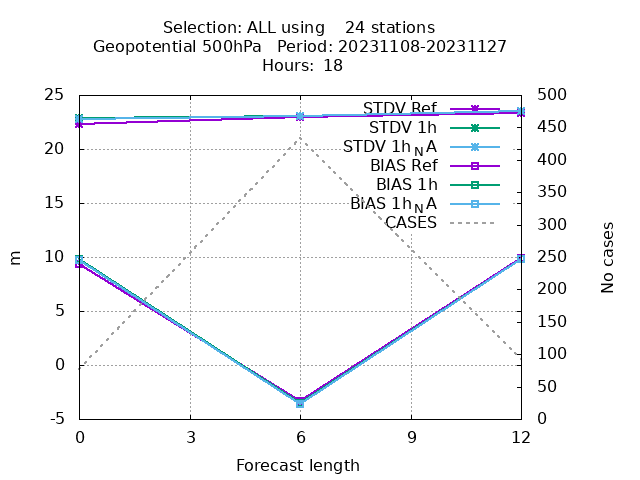 Selection: ALL using    24 stations
Geopotential 500hPa   Period: 20231108-20231127
Hours: 18
STDV Ref
STDV 1h
STDV 1h_N A
BIAS Ref
BIAS 1h
BIAS 1h_N A
CASES
25
20
15
10
5
0
-5
m
500
450
400
350
300
250
200
150
100
50
0
No cases
0 3 6 9 12
Forecast length